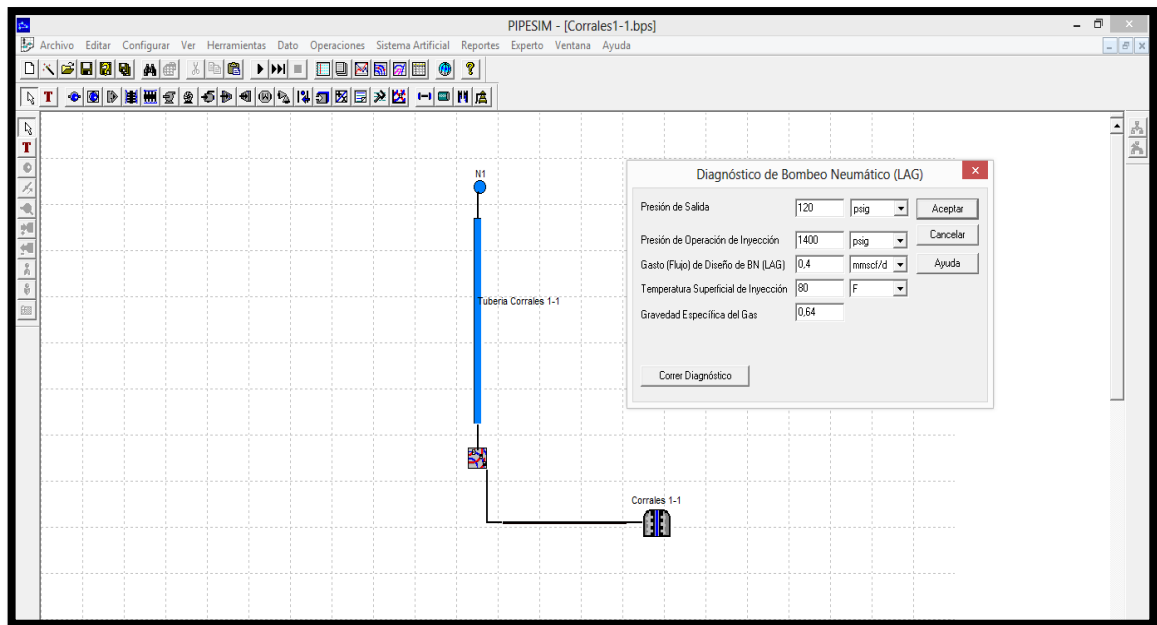 PIPESIM - [Corrales1-1.bps]
Archivo Editar Configurar Ver Herramientas Dato Operaciones Sistema Artificial Reportes Experto Ventana Ayuda
T
T
N1
Tuberia Corrales 1-1
Corrales 1-1
Diagnóstico de Bombeo Neumático (LAG)
Presión de Salida 120 psig Aceptar
Presión de Operación de Inyección 1400 psig Cancelar
Gasto (Flujo) de Diseño de BN (LAG) 0,4 mmscf/d Ayuda
Temperatura Superficial de Inyección 80 F
Gravedad Específica del Gas 0,64
Correr Diagnóstico